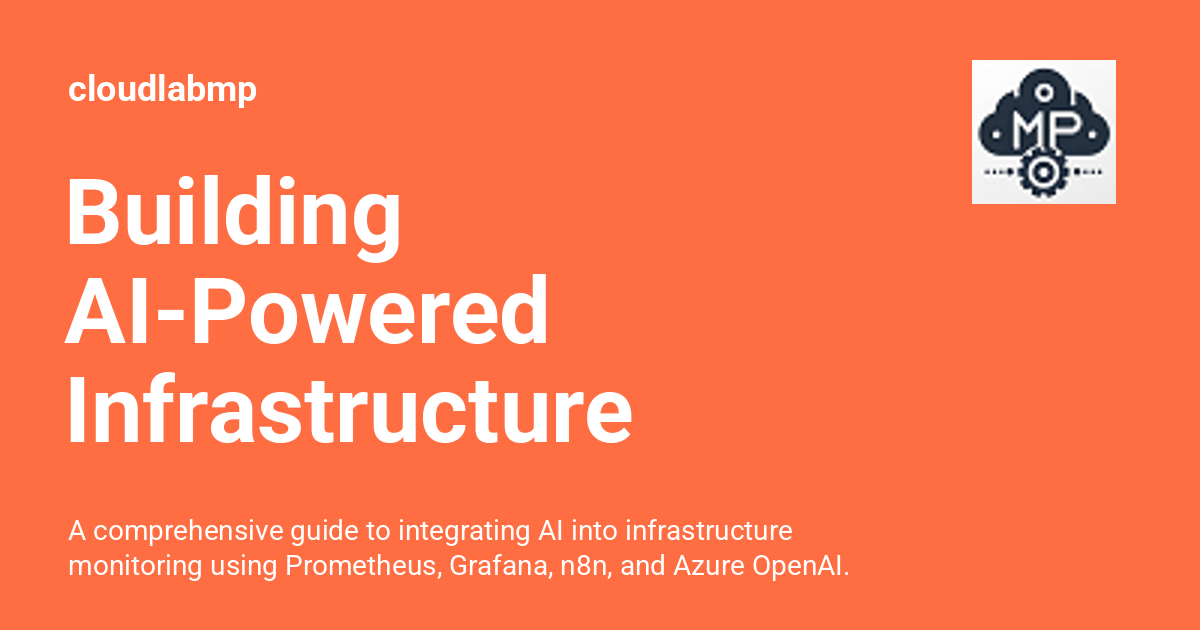 cloudlabmp
MP
Building
AI-Powered
Infrastructure
A comprehensive guide to integrating AI into infrastructure
monitoring using Prometheus, Grafana, n8n, and Azure OpenAI.